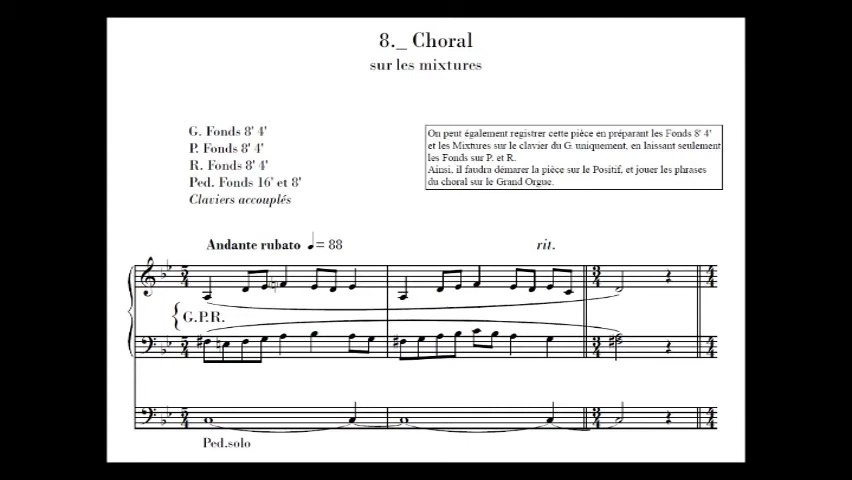 8._ Choral
sur les mixtures
G. Fonds 8' 4'
P. Fonds 8' 4'
R. Fonds 8' 4'
Ped. Fonds 16' et 8'
Claviers accouplés
On peut également registrer cette pièce en préparant les Fonds 8' 4'
et les Mixtures sur le clavier du G. uniquement, en laissant seulement
les Fonds sur P. et R.
Ainsi, il faudra démarer la pièce sur le Positif, et jouer les phrases
du choral sur le Grand Orgue.
Andante rubato ♩= 88
rit.
G.P.R.
Ped.solo